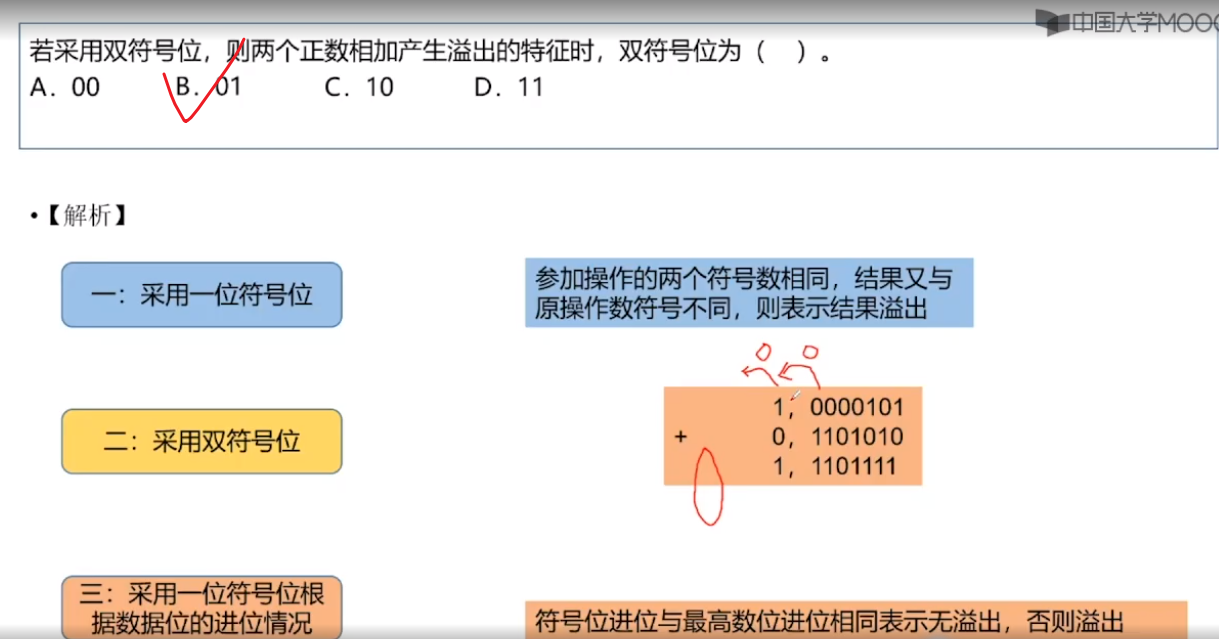 中国大学MOOC
若采用双符号位，则两个正数相加产生溢出的特征时，双符号位为（　）。
A．00　B．01　C．10　D．11
•【解析】
一：采用一位符号位
参加操作的两个符号数相同，结果又与
原操作数符号不同，则表示结果溢出
0 0
1，0000101
二：采用双符号位
+ 0，1101010
1，1101111
三：采用一位符号位根
据数据位的进位情况
符号位进位与最高数位进位相同表示无溢出，否则溢出